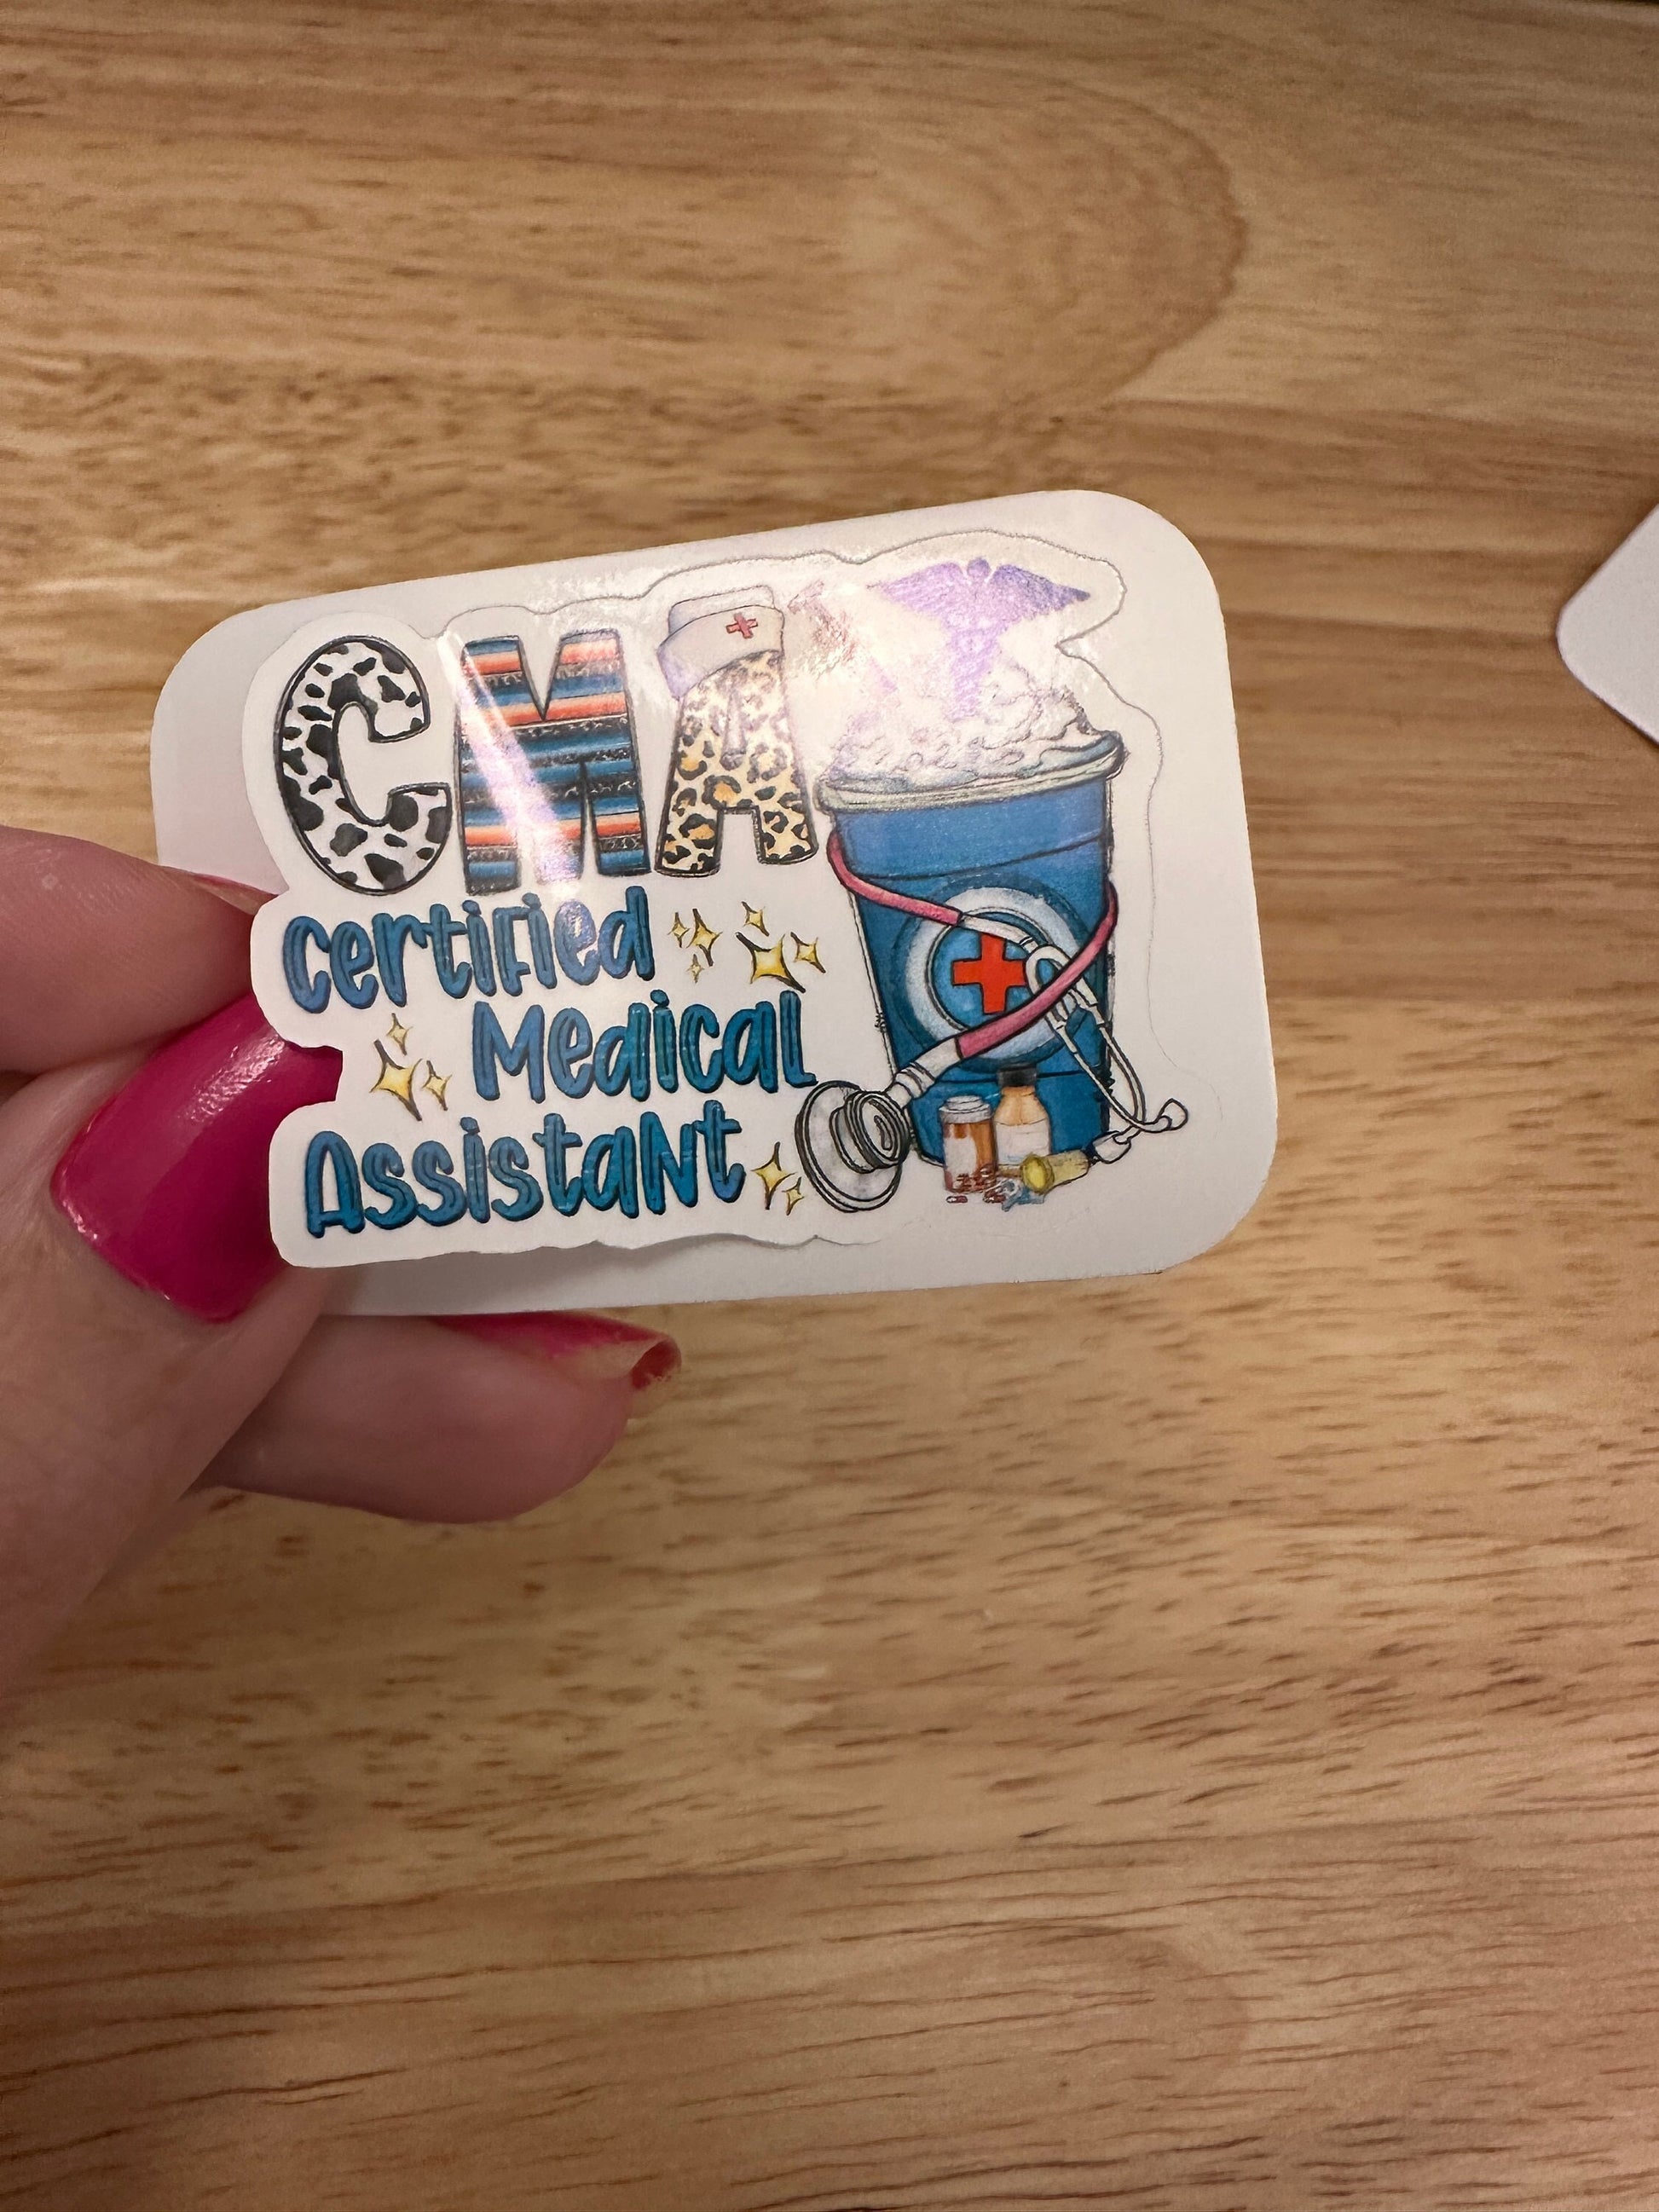 CMA
Certified
Medical
Assistant